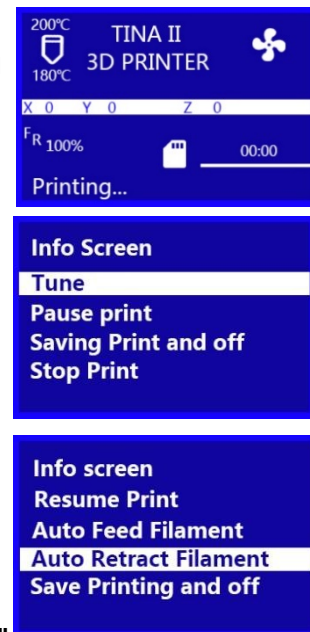 200℃
TINA II
3D PRINTER
180℃
X 0 Y 0 Z 0
FR 100%
00:00
Printing...
Info Screen
Tune
Pause print
Saving Print and off
Stop Print
Info screen
Resume Print
Auto Feed Filament
Auto Retract Filament
Save Printing and off
"